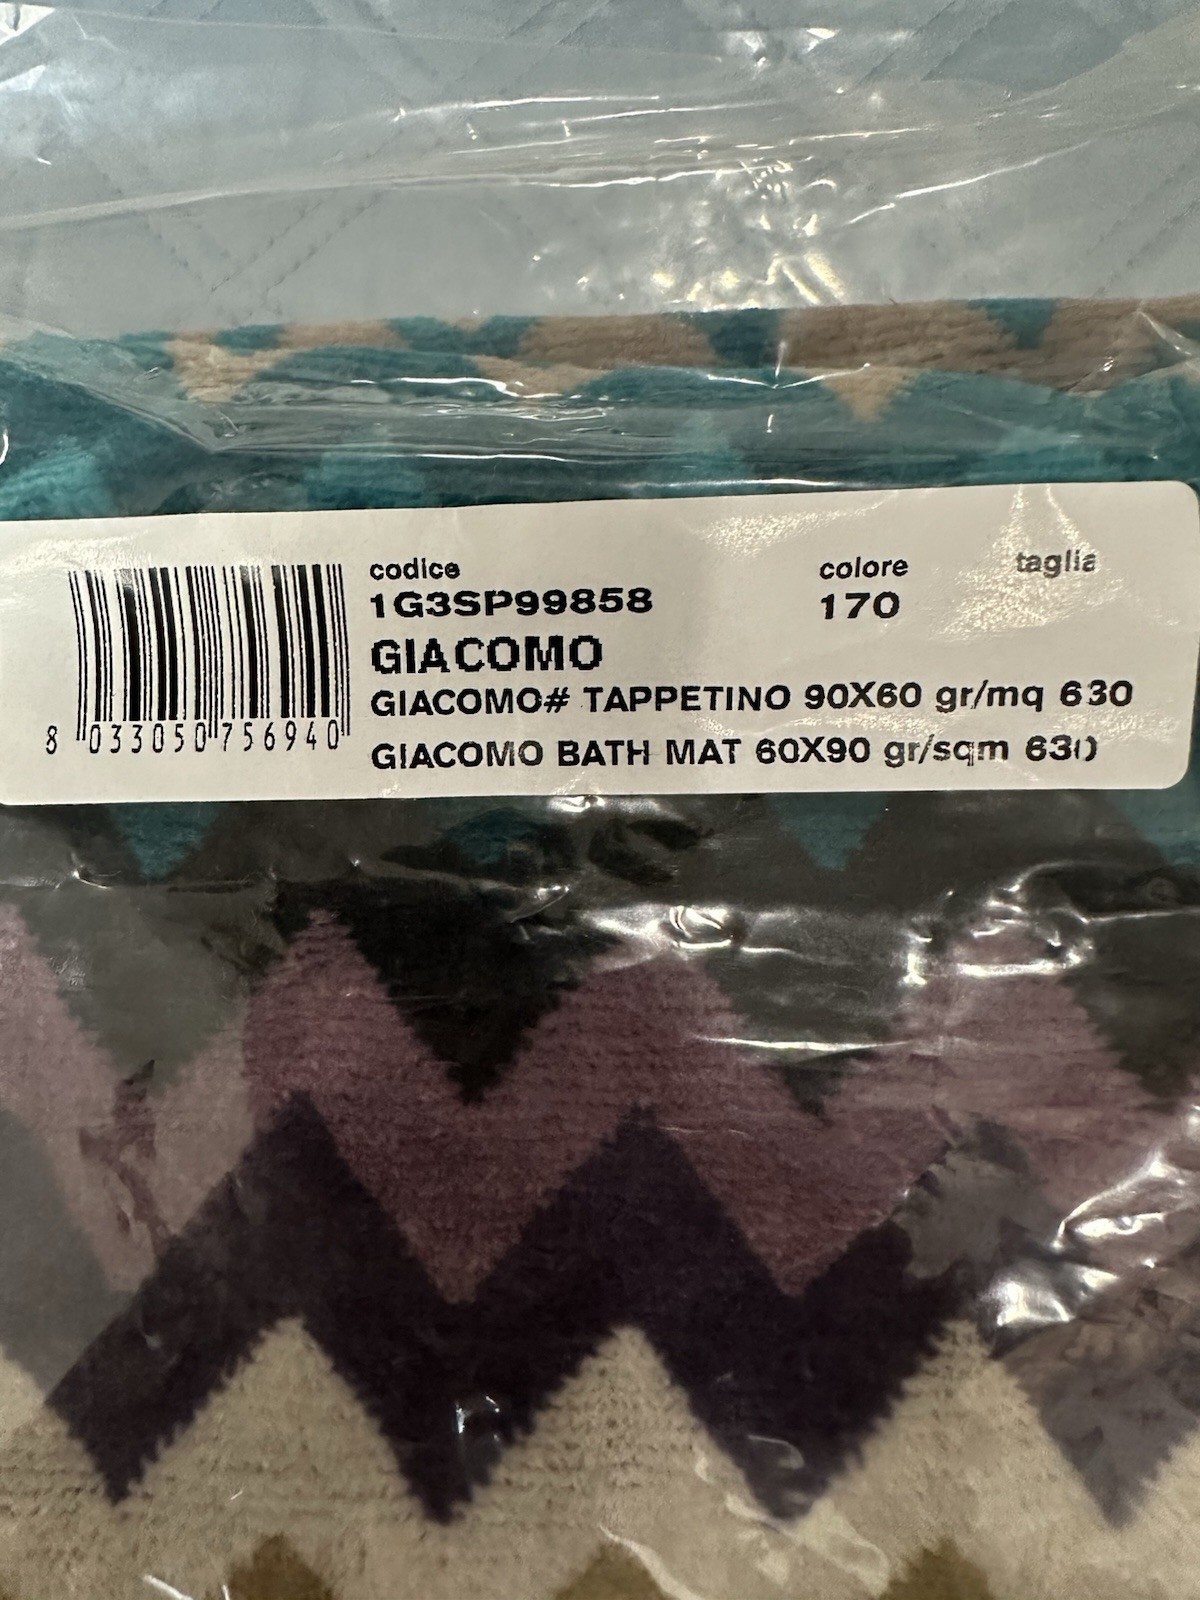 codice colore taglia
1G3SP99858 170
GIACOMO
GIACOMO# TAPPETINO 90X60 gr/mq 630
GIACOMO BATH MAT 60X90 gr/sqm 630
8 033050 756940